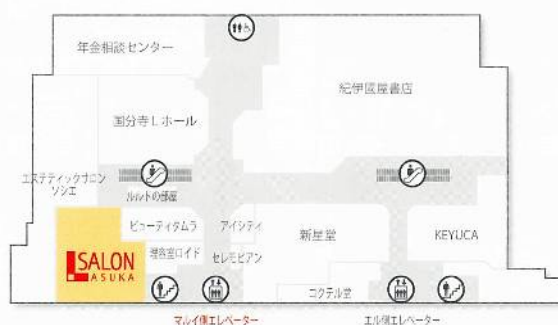 年金相談センター
紀伊國屋書店
国分寺Lホール
エステティックサロン
ソシエ
ルルトの部屋
ビューティタムラ
アイシティ
新星堂
KEYUCA
理容室ロイド
セレモピアン
SALON
ASUKA
コクテル堂
マルイ側エレベーター
エル側エレベーター